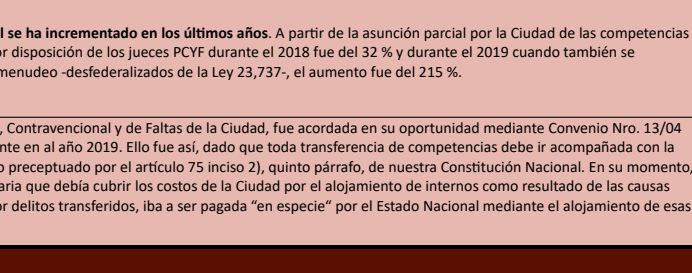 l se ha incrementado en los últimos años. A partir de la asunción parcial por la Ciudad de las competencias
or disposición de los jueces PCYF durante el 2018 fue del 32 % y durante el 2019 cuando también se
menudeo -desfederalizados de la Ley 23,737-, el aumento fue del 215 %.
, Contravencional y de Faltas de la Ciudad, fue acordada en su oportunidad mediante Convenio Nro. 13/04
nte en al año 2019. Ello fue así, dado que toda transferencia de competencias debe ir acompañada con la
o preceptuado por el artículo 75 inciso 2), quinto párrafo, de nuestra Constitución Nacional. En su momento,
aria que debía cubrir los costos de la Ciudad por el alojamiento de internos como resultado de las causas
or delitos transferidos, iba a ser pagada “en especie“ por el Estado Nacional mediante el alojamiento de esas